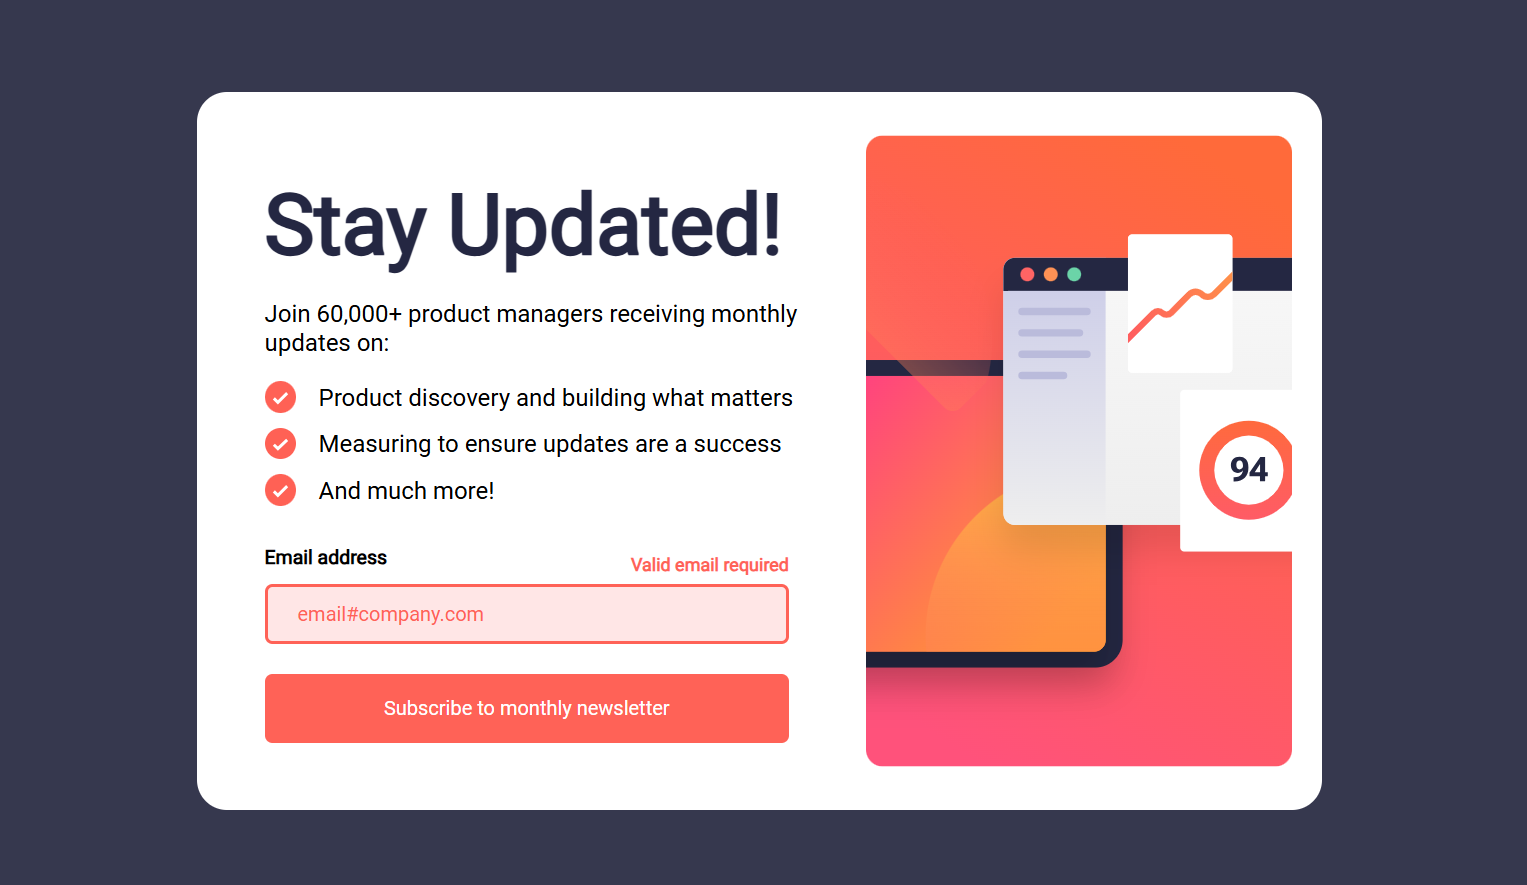 Stay Updated!
Join 60,000+ product managers receiving monthly
updates on:
Product discovery and building what matters
Measuring to ensure updates are a success
And much more!
Email address
Valid email required
email#company.com
Subscribe to monthly newsletter
94